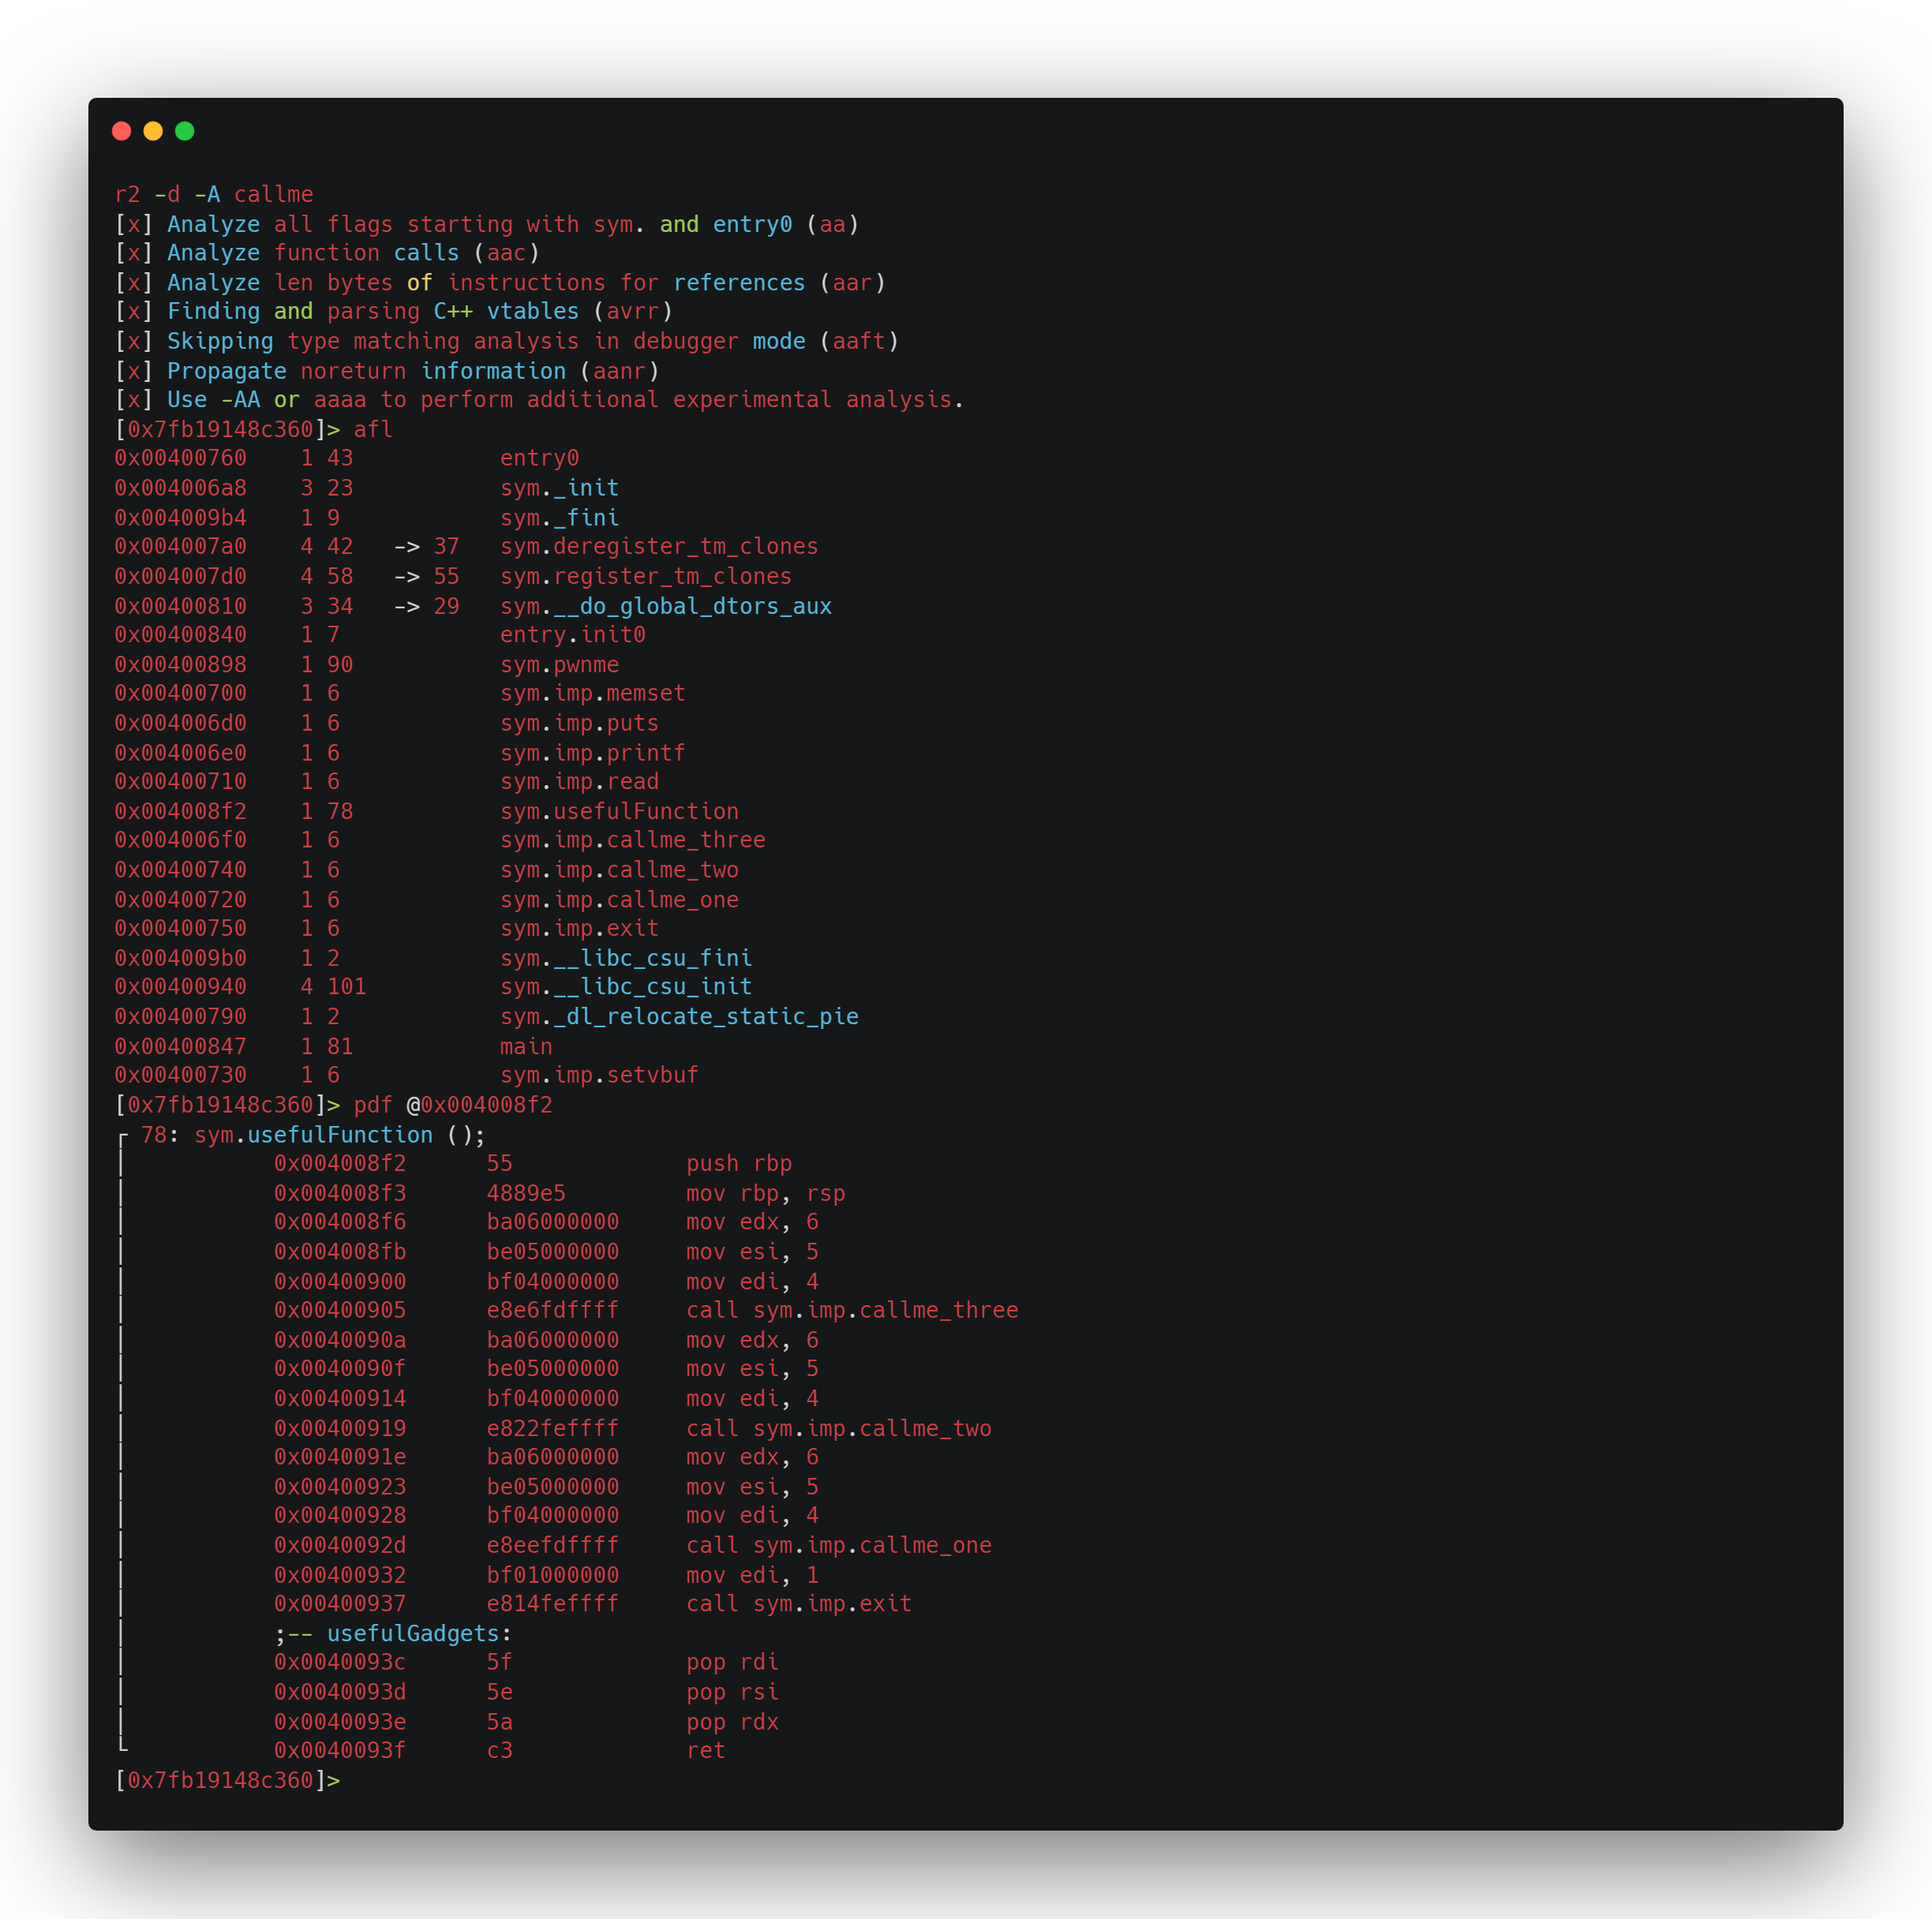 r2 -d -A callme
[x] Analyze all flags starting with sym. and entry0 (aa)
[x] Analyze function calls (aac)
[x] Analyze len bytes of instructions for references (aar)
[x] Finding and parsing C++ vtables (avrr)
[x] Skipping type matching analysis in debugger mode (aaft)
[x] Propagate noreturn information (aanr)
[x] Use -AA or aaaa to perform additional experimental analysis.
[0x7fb19148c360]> afl
0x00400760    1 43           entry0
0x004006a8    3 23           sym._init
0x004009b4    1 9            sym._fini
0x004007a0    4 42   -> 37   sym.deregister_tm_clones
0x004007d0    4 58   -> 55   sym.register_tm_clones
0x00400810    3 34   -> 29   sym.__do_global_dtors_aux
0x00400840    1 7            entry.init0
0x00400898    1 90           sym.pwnme
0x00400700    1 6            sym.imp.memset
0x004006d0    1 6            sym.imp.puts
0x004006e0    1 6            sym.imp.printf
0x00400710    1 6            sym.imp.read
0x004008f2    1 78           sym.usefulFunction
0x004006f0    1 6            sym.imp.callme_three
0x00400740    1 6            sym.imp.callme_two
0x00400720    1 6            sym.imp.callme_one
0x00400750    1 6            sym.imp.exit
0x004009b0    1 2            sym.__libc_csu_fini
0x00400940    4 101          sym.__libc_csu_init
0x00400790    1 2            sym._dl_relocate_static_pie
0x00400847    1 81           main
0x00400730    1 6            sym.imp.setvbuf
[0x7fb19148c360]> pdf @0x004008f2
┌ 78: sym.usefulFunction ();
│           0x004008f2      55             push rbp
│           0x004008f3      4889e5         mov rbp, rsp
│           0x004008f6      ba06000000     mov edx, 6
│           0x004008fb      be05000000     mov esi, 5
│           0x00400900      bf04000000     mov edi, 4
│           0x00400905      e8e6fdffff     call sym.imp.callme_three
│           0x0040090a      ba06000000     mov edx, 6
│           0x0040090f      be05000000     mov esi, 5
│           0x00400914      bf04000000     mov edi, 4
│           0x00400919      e822feffff     call sym.imp.callme_two
│           0x0040091e      ba06000000     mov edx, 6
│           0x00400923      be05000000     mov esi, 5
│           0x00400928      bf04000000     mov edi, 4
│           0x0040092d      e8eefdffff     call sym.imp.callme_one
│           0x00400932      bf01000000     mov edi, 1
│           0x00400937      e814feffff     call sym.imp.exit
│           ;-- usefulGadgets:
│           0x0040093c      5f             pop rdi
│           0x0040093d      5e             pop rsi
│           0x0040093e      5a             pop rdx
└           0x0040093f      c3             ret
[0x7fb19148c360]>